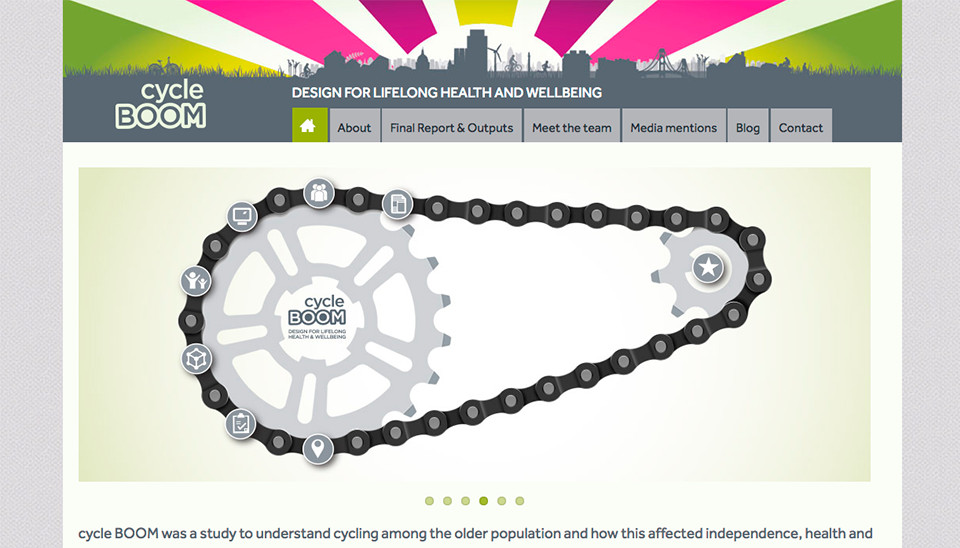 cycle
BOOM
DESIGN FOR LIFELONG HEALTH AND WELLBEING
About
Final Report & Outputs
Meet the team
Media mentions
Blog
Contact
cycle
BOOM
DESIGN FOR LIFELONG
HEALTH & WELLBEING
cycle BOOM was a study to understand cycling among the older population and how this affected independence, health and